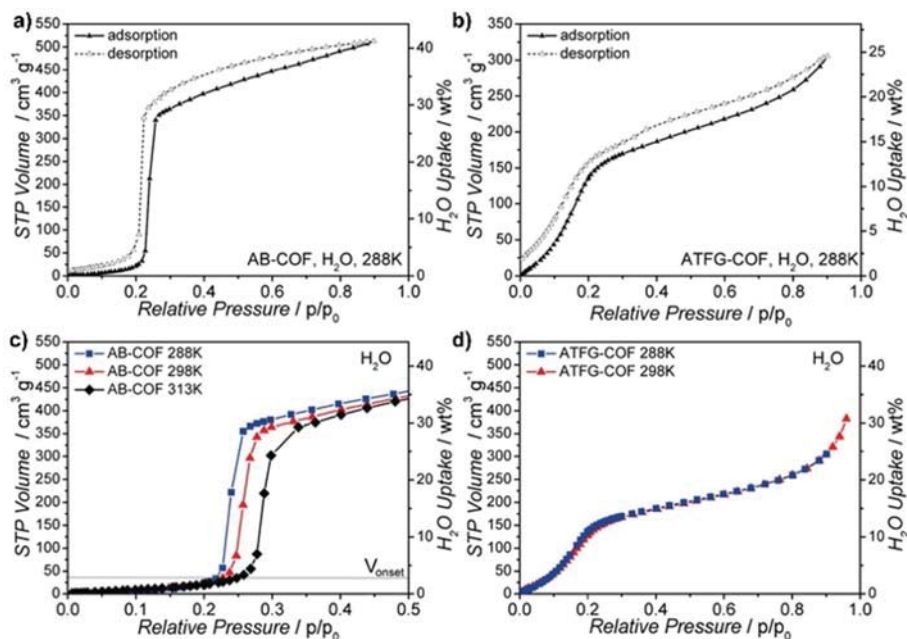 a)
adsorption
desorption
AB-COF, H₂O, 288K
STP Volume / cm³ g⁻¹
H₂O Uptake / wt%
Relative Pressure / p/p₀
550
500
450
400
350
300
250
200
150
100
50
0
40
30
20
10
0
0.0 0.2 0.4 0.6 0.8 1.0
b)
adsorption
desorption
ATFG-COF, H₂O, 288K
STP Volume / cm³ g⁻¹
H₂O Uptake / wt%
Relative Pressure / p/p₀
350
300
250
200
150
100
50
0
25
20
15
10
5
0
0.0 0.2 0.4 0.6 0.8 1.0
c)
AB-COF 288K
AB-COF 298K
AB-COF 313K
H₂O
Vonset
STP Volume / cm³ g⁻¹
H₂O Uptake / wt%
Relative Pressure / p/p₀
550
500
450
400
350
300
250
200
150
100
50
0
40
30
20
10
0
0.0 0.1 0.2 0.3 0.4 0.5
d)
ATFG-COF 288K
ATFG-COF 298K
H₂O
STP Volume / cm³ g⁻¹
H₂O Uptake / wt%
Relative Pressure / p/p₀
550
500
450
400
350
300
250
200
150
100
50
0
40
30
20
10
0
0.0 0.2 0.4 0.6 0.8 1.0